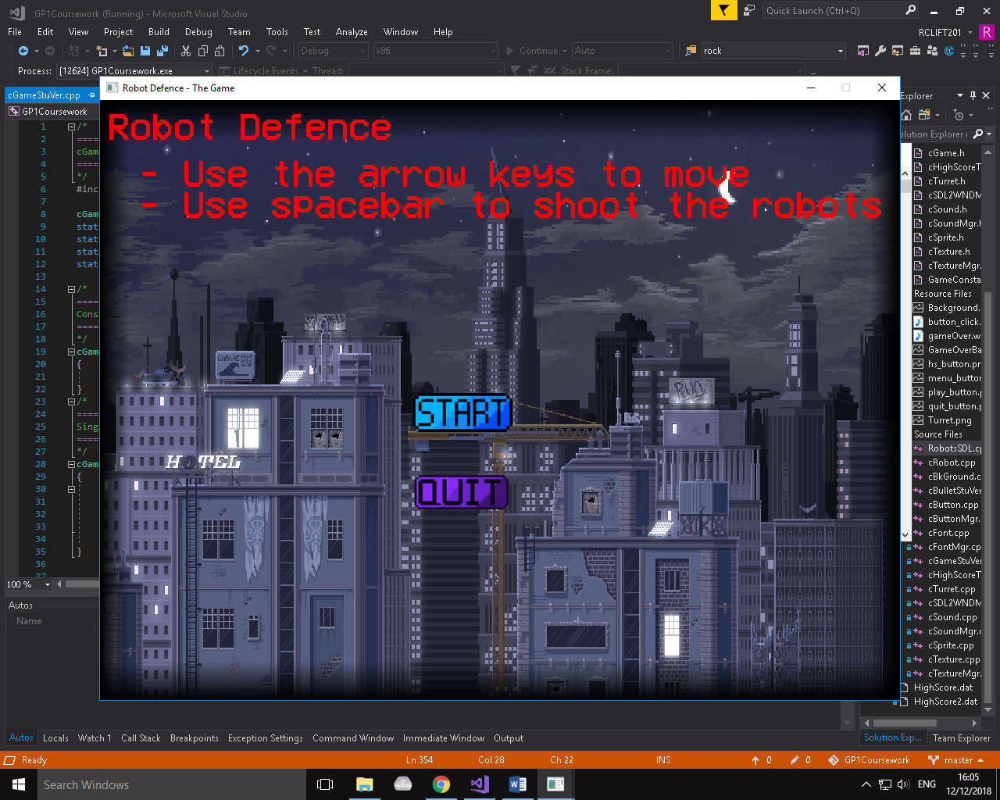 GP1Coursework (Running) - Microsoft Visual Studio
Quick Launch (Ctrl+Q)
File Edit View Project Build Debug Team Tools Test Analyze Window Help
RCLIFT201 R
Debug x86 Continue Auto rock
Process: [12624] GP1Coursework.exe Lifecycle Events Thread: Stack Frame:
Robot Defence - The Game
cGameStuVer.cpp
GP1Coursework
Explorer
olution Explorer
1 /*
2 ====
3 cGam
4 ====
5 */
6 #inc
7
8 cGam
9 stat
10 stat
11 stat
12 stat
13
14 /*
15 ====
16 Cons
17 ====
18 */
19 cGam
20 {
21
22 }
23 /*
24 ====
25 Sing
26 ====
27 */
28 cGam
29 {
30
31
32
33
34
35 }
36
37
100 %
Autos
Name
Robot Defence
- Use the arrow keys to move
- Use spacebar to shoot the robots
WAVE
RUN
HOTEL
START
QUIT
cGame.h
cHighScoreT
cTurret.h
cSDL2WNDM
cSound.h
cSoundMgr.h
cSprite.h
cTexture.h
cTextureMgr.
GameConsta
Resource Files
Background.
button_click.
gameOver.w
GameOverBa
hs_button.pr
menu_button
play_button.p
quit_button.p
Turret.png
Source Files
RobotsSDL.cp
cRobot.cpp
cBkGround.c
cBulletStuVer
cButton.cpp
cButtonMgr.
cFont.cpp
cFontMgr.cp
cGameStuVer
cHighScoreT
cTurret.cpp
cSDL2WNDM
cSound.cpp
cSoundMgr.c
cSprite.cpp
cTexture.cpp
cTextureMgr.
HighScore.dat
HighScore2.dat
Autos Locals Watch 1 Call Stack Breakpoints Exception Settings Command Window Immediate Window Output
Solution Exp... Team Explorer
Ready Ln 354 Col 28 Ch 22 INS 0 0 GP1Coursework master
Search Windows
ENG
16:05
12/12/2018